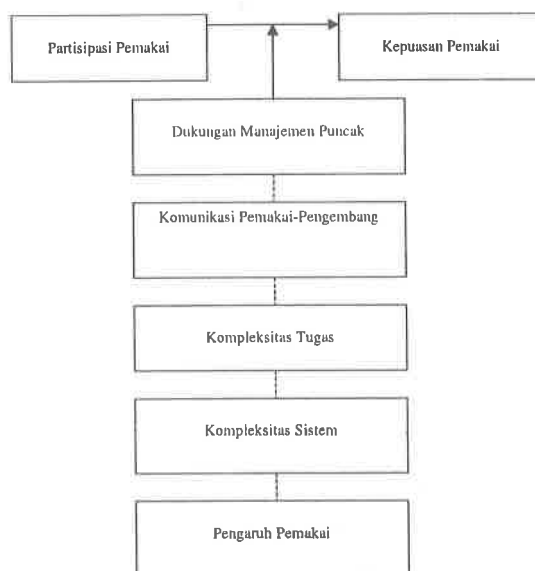 Partisipasi Pemakai
Kepuasan Pemakai
Dukungan Manajemen Puncak
Komunikasi Pemakai-Pengembang
Kompleksitas Tugas
Kompleksitas Sistem
Pengaruh Pemakai